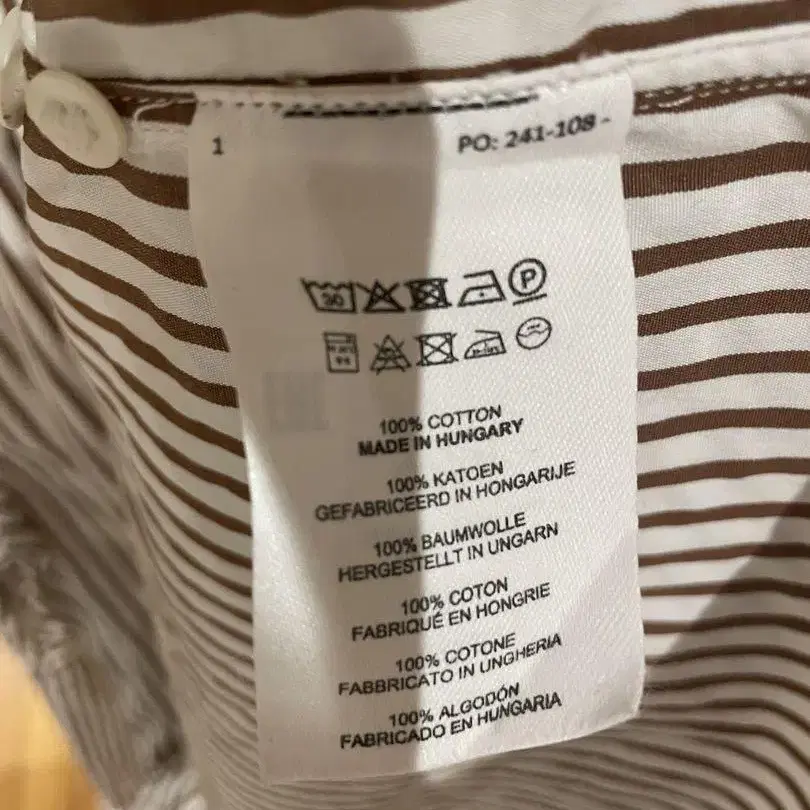 1
PO: 241-108 -
30
P
100% COTTON
MADE IN HUNGARY
100% KATOEN
GEFABRICEERD IN HONGARIJE
100% BAUMWOLLE
HERGESTELLT IN UNGARN
100% COTON
FABRIQUÉ EN HONGRIE
100% COTONE
FABBRICATO IN UNGHERIA
100% ALGODÓN
FABRICADO EN HUNGARIA